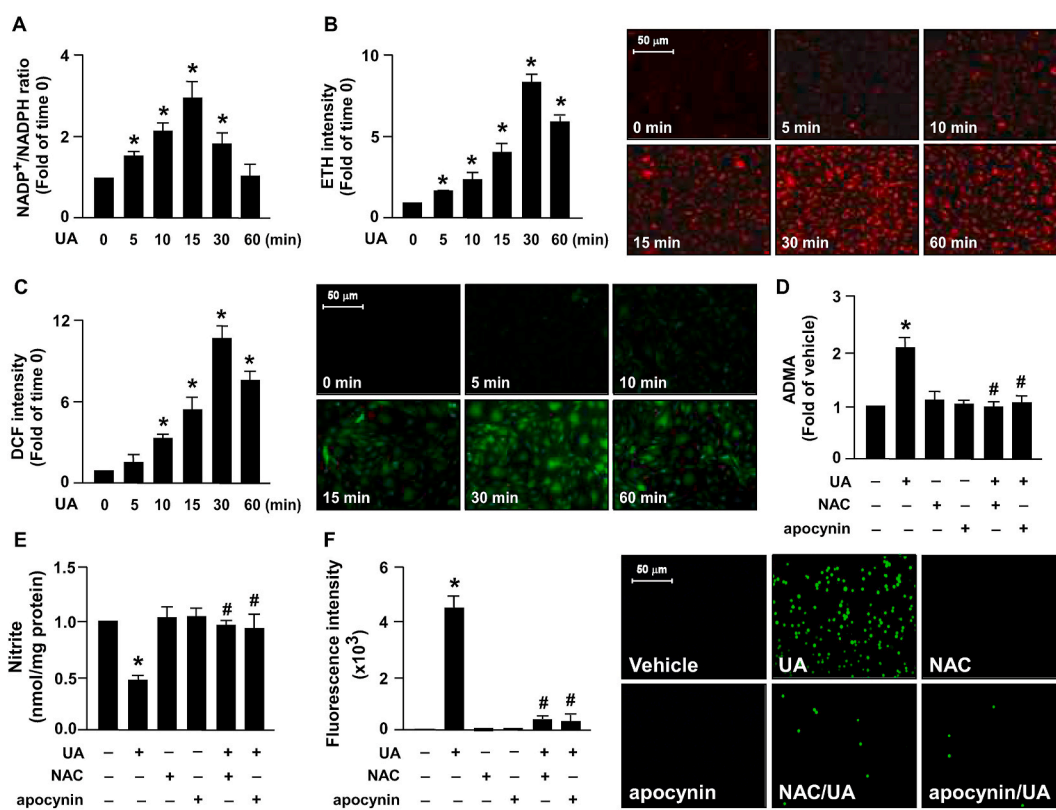 A
NADP+/NADPH ratio
(Fold of time 0)
4
2
0
* * * *
UA 0 5 10 15 30 60 (min)
B
ETH intensity
(Fold of time 0)
10
5
0
* * * * *
UA 0 5 10 15 30 60 (min)
50 μm
0 min
5 min
10 min
15 min
30 min
60 min
C
DCF intensity
(Fold of time 0)
12
6
0
* * * *
UA 0 5 10 15 30 60 (min)
50 μm
0 min
5 min
10 min
15 min
30 min
60 min
D
ADMA
(Fold of vehicle)
3
2
1
0
* # #
UA – + – – + +
NAC – – + – + –
apocynin – – – + – +
E
Nitrite
(nmol/mg protein)
1.5
1.0
0.5
0.0
* # #
UA – + – – + +
NAC – – + – + –
apocynin – – – + – +
F
Fluorescence intensity
(x10³)
6
4
2
0
* # #
UA – + – – + +
NAC – – + – + –
apocynin – – – + – +
50 μm
Vehicle
UA
NAC
apocynin
NAC/UA
apocynin/UA